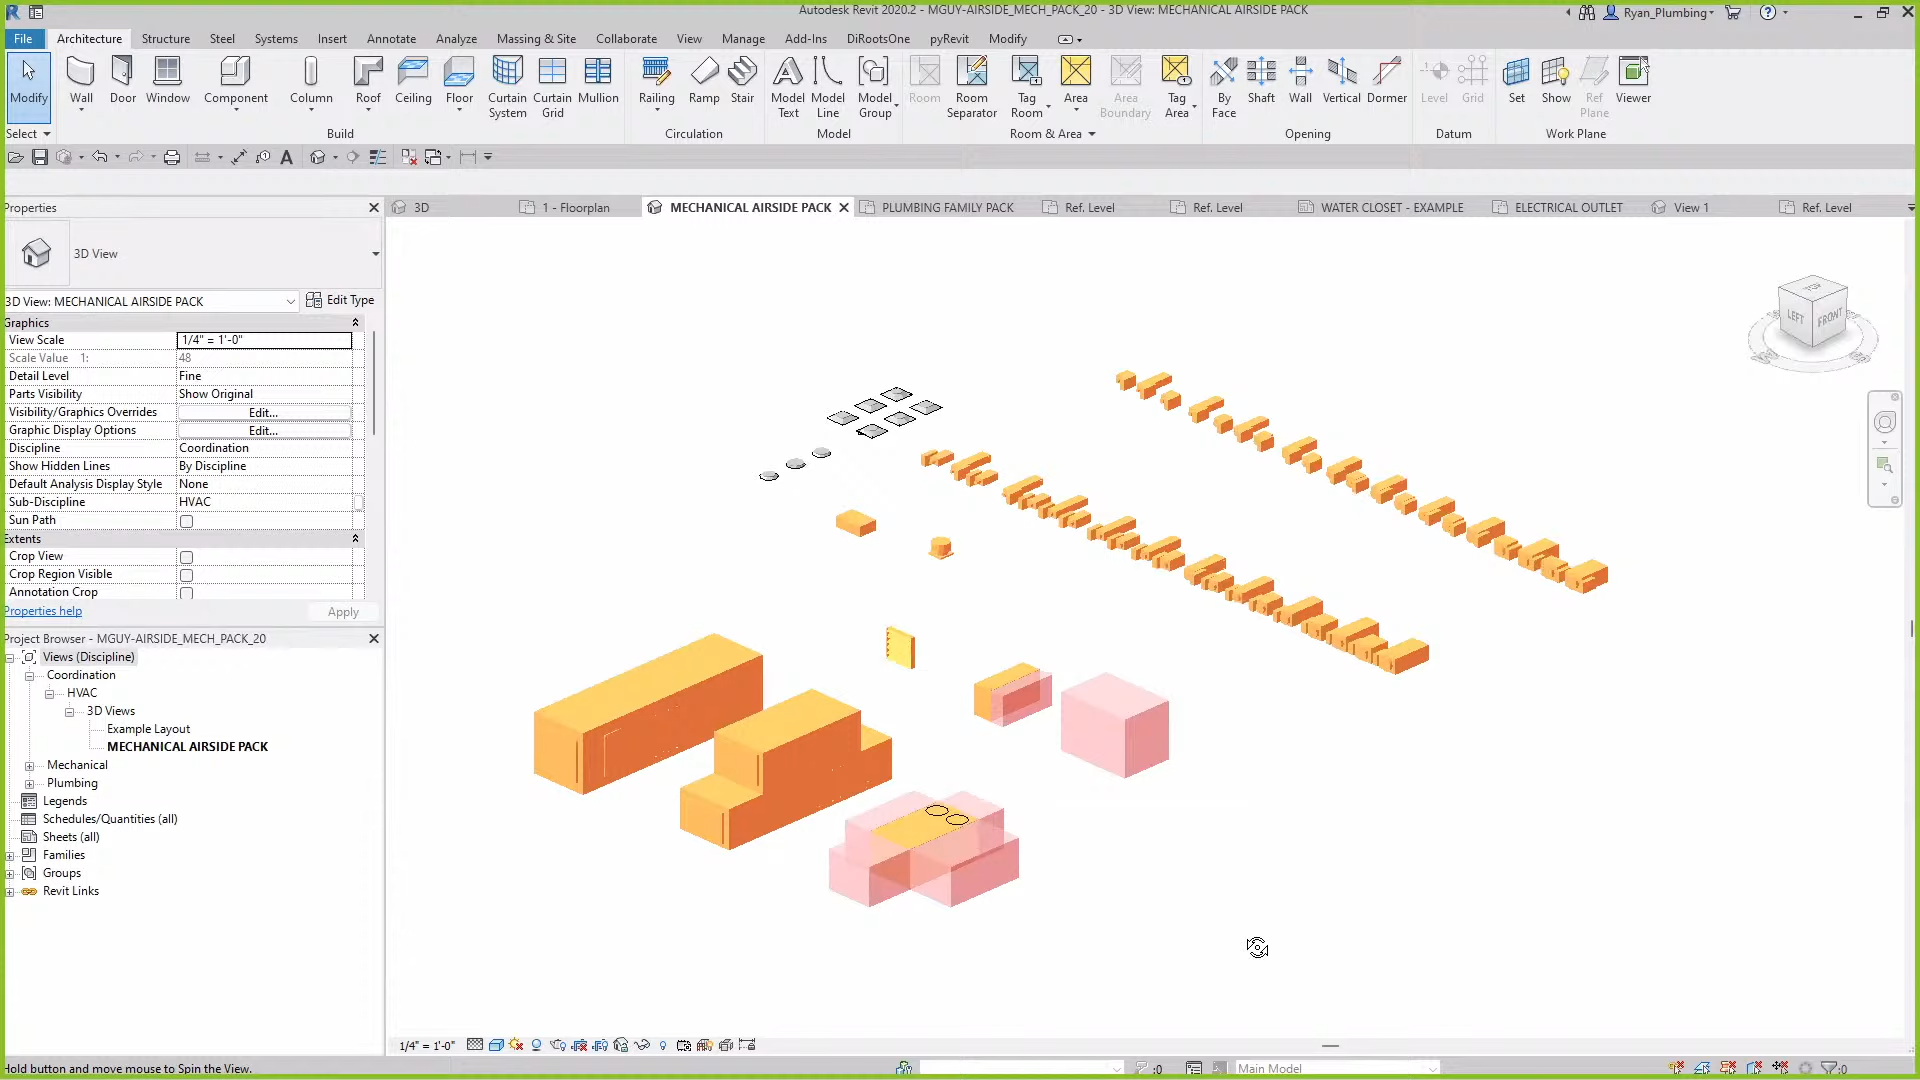 Autodesk Revit 2020.2 - MGUY-AIRSIDE_MECH_PACK_20 - 3D View: MECHANICAL AIRSIDE PACK
Ryan_Plumbing
File Architecture Structure Steel Systems Insert Annotate Analyze Massing & Site Collaborate View Manage Add-Ins DiRootsOne pyRevit Modify
Modify Wall Door Window Component Column Roof Ceiling Floor Curtain System Curtain Grid Mullion Railing Ramp Stair Model Text Model Line Model Group Room Room Separator Tag Room Area Area Boundary Tag Area By Face Shaft Wall Vertical Dormer Level Grid Set Show Ref Plane Viewer
Select Build Circulation Model Room & Area Opening Datum Work Plane
Properties
3D 1 - Floorplan MECHANICAL AIRSIDE PACK PLUMBING FAMILY PACK Ref. Level Ref. Level WATER CLOSET - EXAMPLE ELECTRICAL OUTLET View 1 Ref. Level
3D View
3D View: MECHANICAL AIRSIDE PACK Edit Type
Graphics
View Scale 1/4" = 1'-0"
Scale Value 1: 48
Detail Level Fine
Parts Visibility Show Original
Visibility/Graphics Overrides Edit...
Graphic Display Options Edit...
Discipline Coordination
Show Hidden Lines By Discipline
Default Analysis Display Style None
Sub-Discipline HVAC
Sun Path
Extents
Crop View
Crop Region Visible
Annotation Crop
Properties help Apply
Project Browser - MGUY-AIRSIDE_MECH_PACK_20
Views (Discipline)
Coordination
HVAC
3D Views
Example Layout
MECHANICAL AIRSIDE PACK
Mechanical
Plumbing
Legends
Schedules/Quantities (all)
Sheets (all)
Families
Groups
Revit Links
TOP
LEFT FRONT
1/4" = 1'-0"
Hold button and move mouse to Spin the View.
:0 Main Model :0